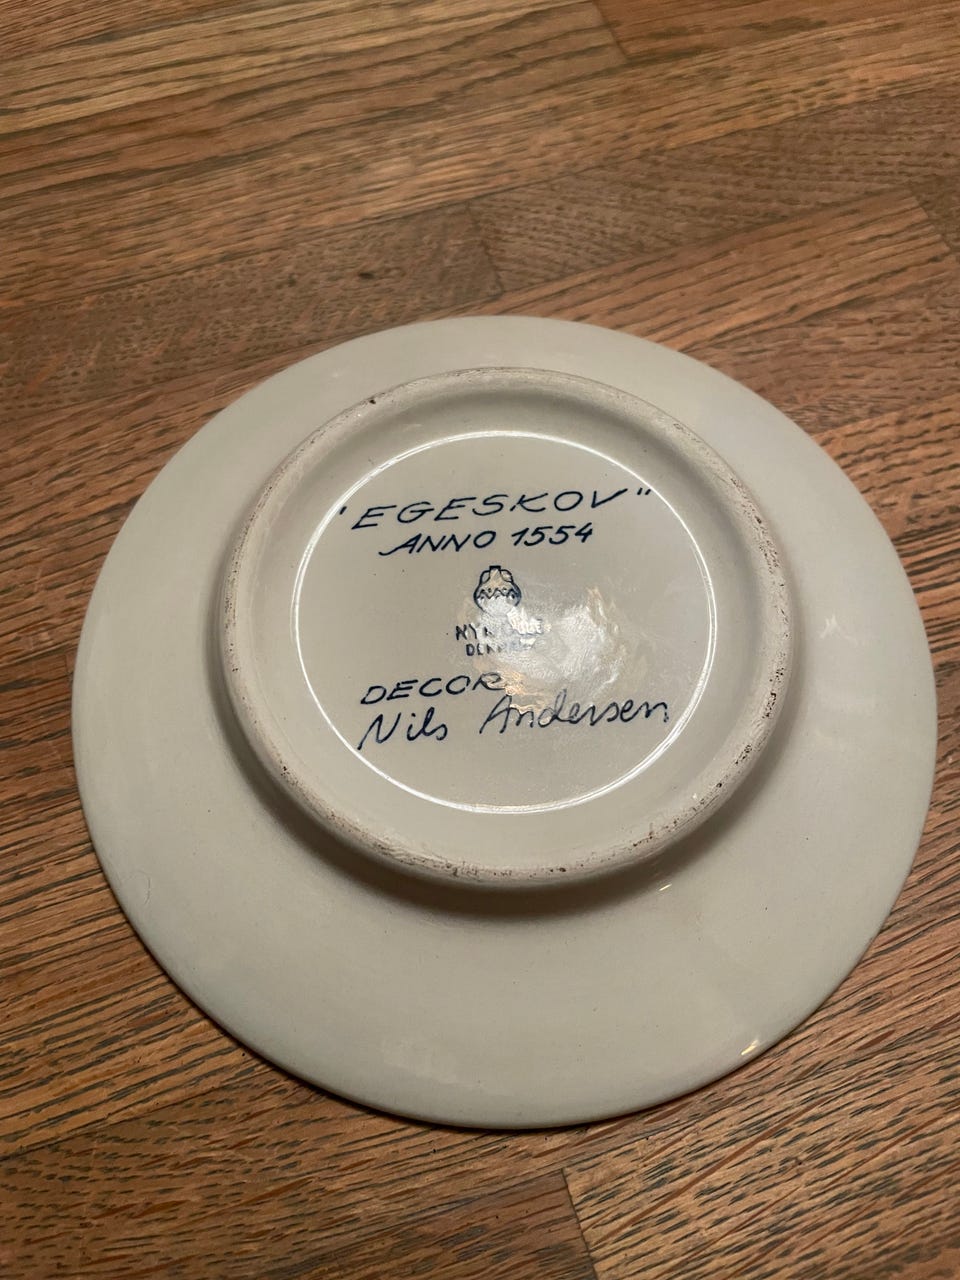 "EGESKOV"
ANNO 1554
DECOR
Nils Andersen